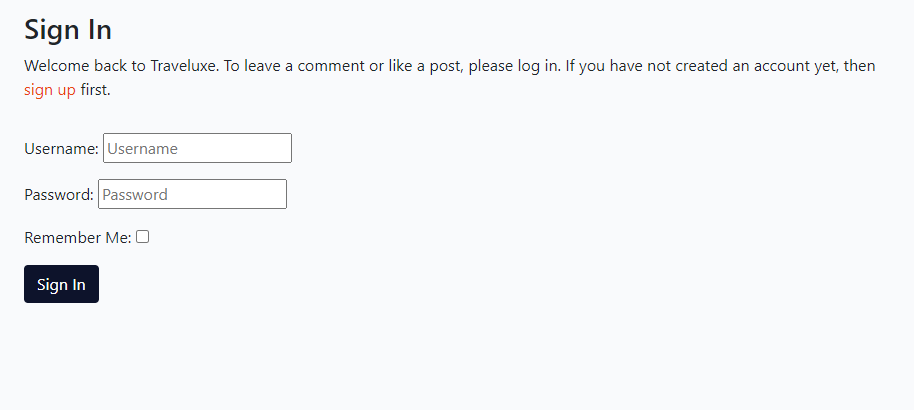 Sign In
Welcome back to Traveluxe. To leave a comment or like a post, please log in. If you have not created an account yet, then
sign up first.
Username: Username
Password: Password
Remember Me:
Sign In